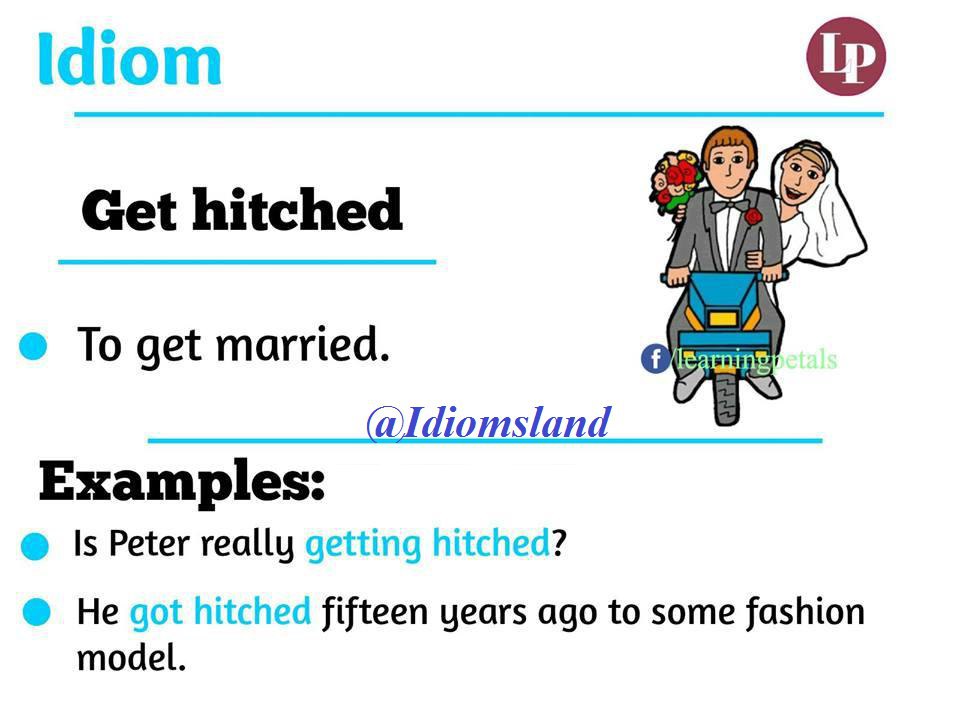 Idiom
LP
Get hitched
To get married.
f/learningpetals
@Idiomsland
Examples:
Is Peter really getting hitched?
He got hitched fifteen years ago to some fashion
model.